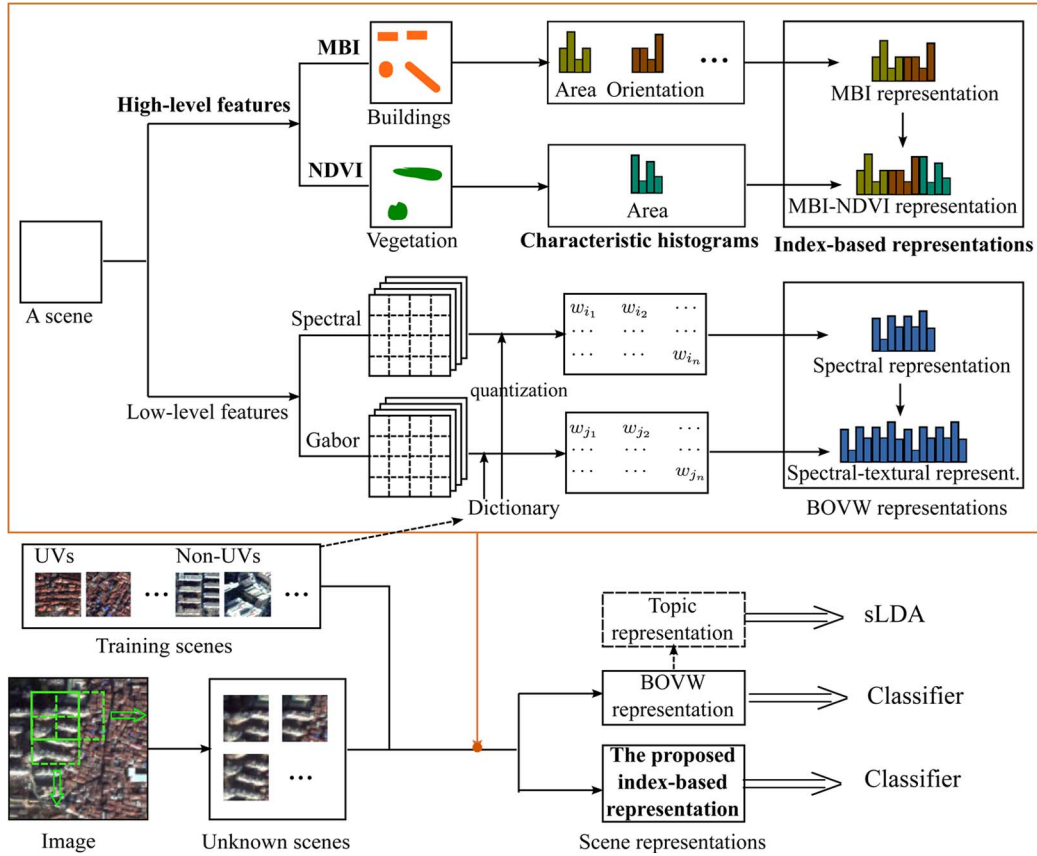 MBI
High-level features
Buildings
Area Orientation ...
MBI representation
NDVI
Vegetation
Area
MBI-NDVI representation
Characteristic histograms
Index-based representations
A scene
Spectral
w_{i_1} w_{i_2} ...
... ... ...
... ... w_{i_n}
Spectral representation
quantization
Low-level features
Gabor
w_{j_1} w_{j_2} ...
... ... ...
... ... w_{j_n}
Spectral-textural represent.
Dictionary
BOVW representations
UVs Non-UVs
... ...
Training scenes
Topic
representation
sLDA
BOVW
representation
Classifier
...
The proposed
index-based
representation
Classifier
Image
Unknown scenes
Scene representations